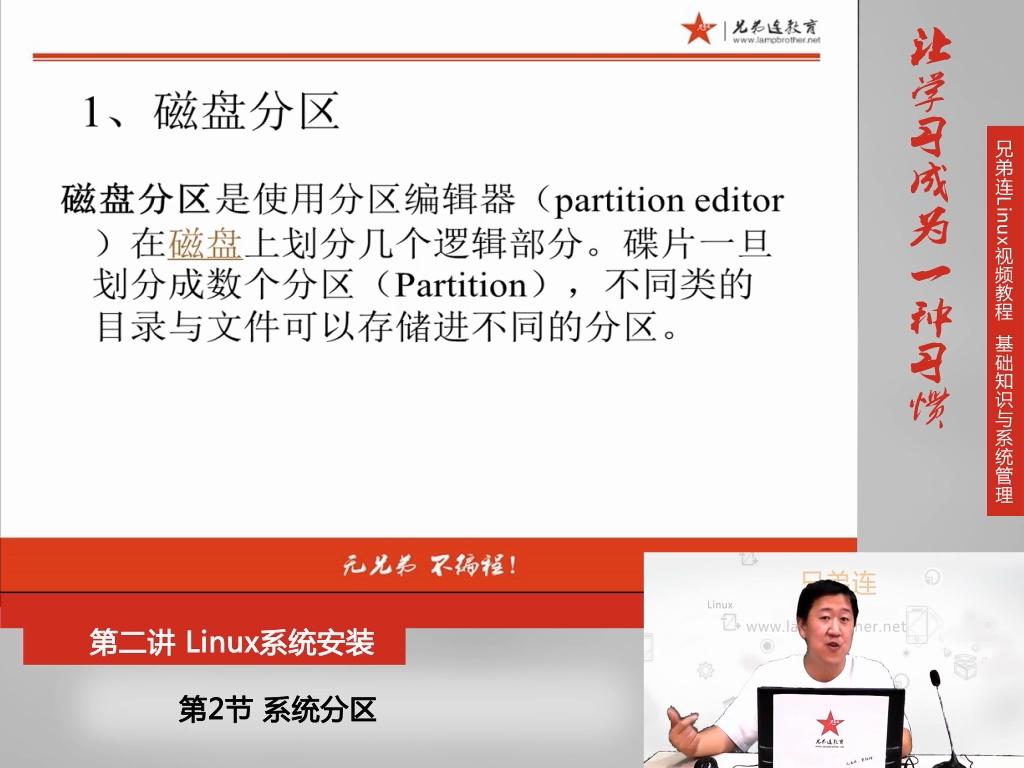 兄弟连教育
www.lampbrother.net
1、磁盘分区
磁盘分区是使用分区编辑器（partition editor
）在磁盘上划分几个逻辑部分。碟片一旦
划分成数个分区（Partition），不同类的
目录与文件可以存储进不同的分区。
无兄弟 不编程！
让学习成为一种习惯
兄弟连Linux视频教程 基础知识与系统管理
第二讲 Linux系统安装
第2节 系统分区
兄弟连
Linux
www.la
er.net
兄弟连教育